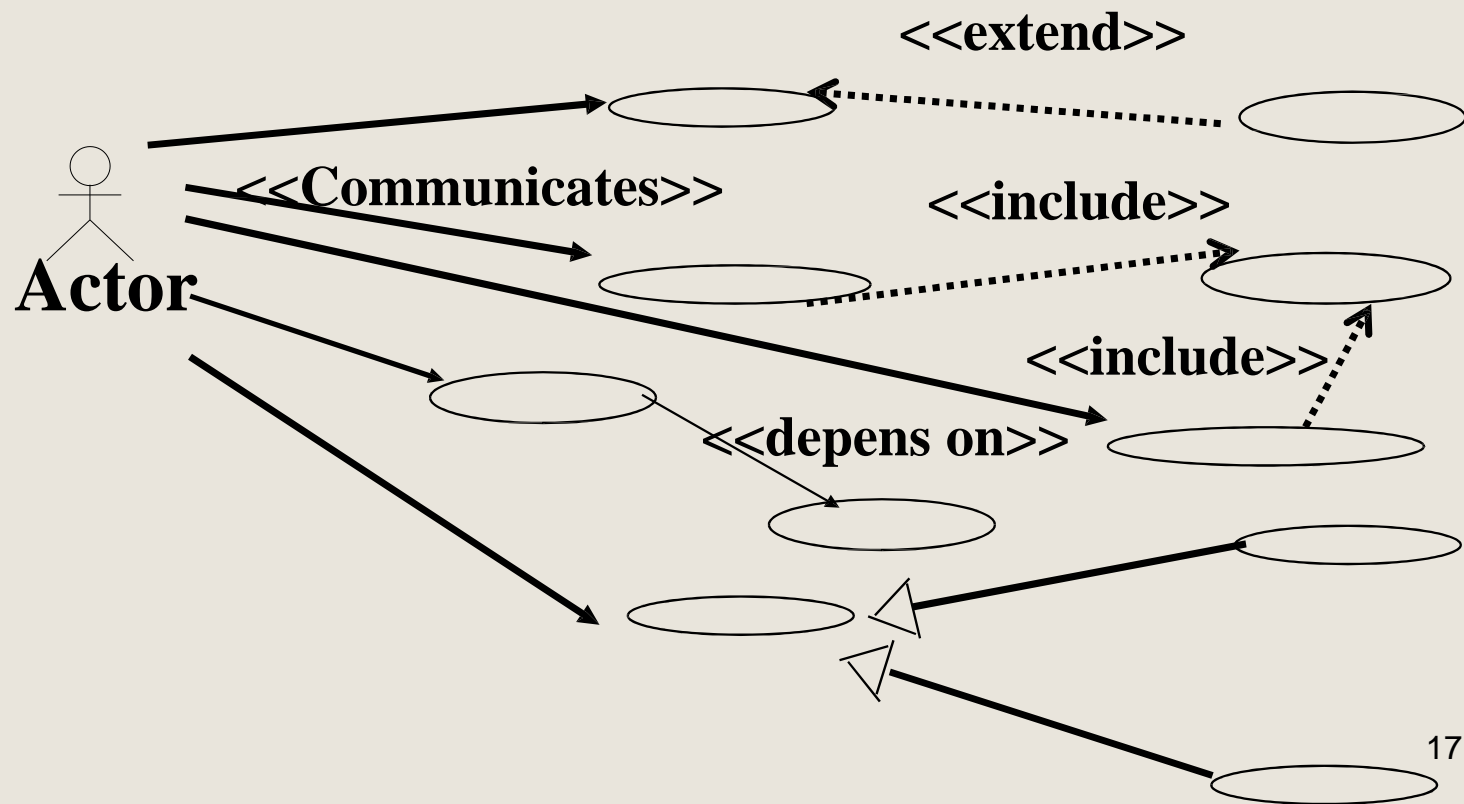 <<extend>>
<<Communicates>>
<<include>>
Actor
<<include>>
<<depens on>>
17